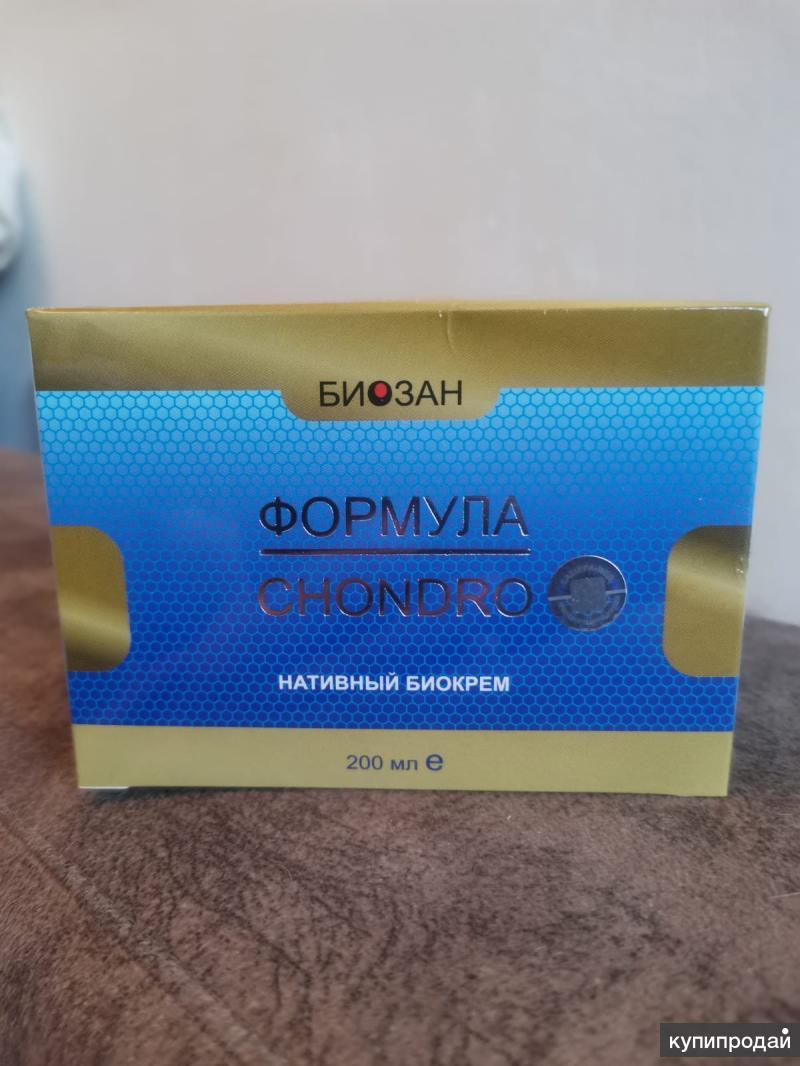 БИОЗАН
ФОРМУЛА
CHONDRO
НАТИВНЫЙ БИОКРЕМ
200 мл е
купипродай